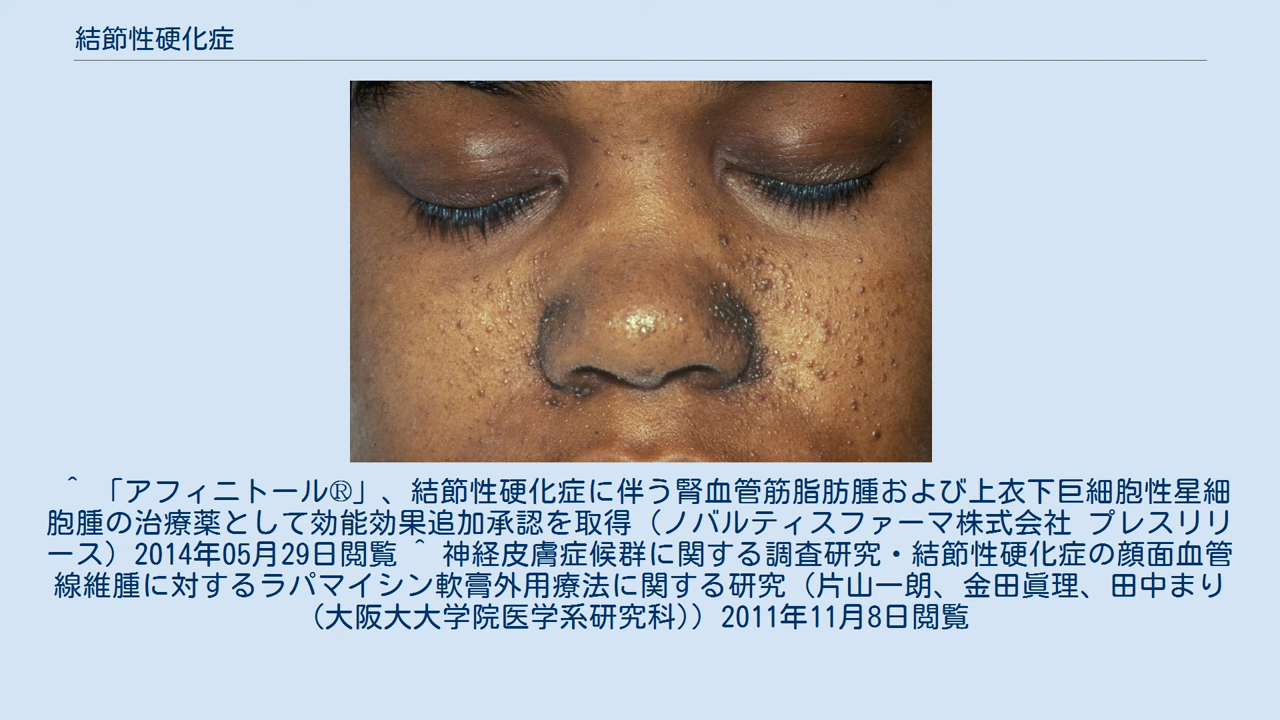 結節性硬化症
^ 「アフィニトール®」、結節性硬化症に伴う腎血管筋脂肪腫および上衣下巨細胞性星細
胞腫の治療薬として効能効果追加承認を取得（ノバルティスファーマ株式会社 プレスリリ
ース）2014年05月29日閲覧 ^ 神経皮膚症候群に関する調査研究・結節性硬化症の顔面血管
線維腫に対するラパマイシン軟膏外用療法に関する研究（片山一朗、金田眞理、田中まり
（大阪大大学院医学系研究科））2011年11月8日閲覧